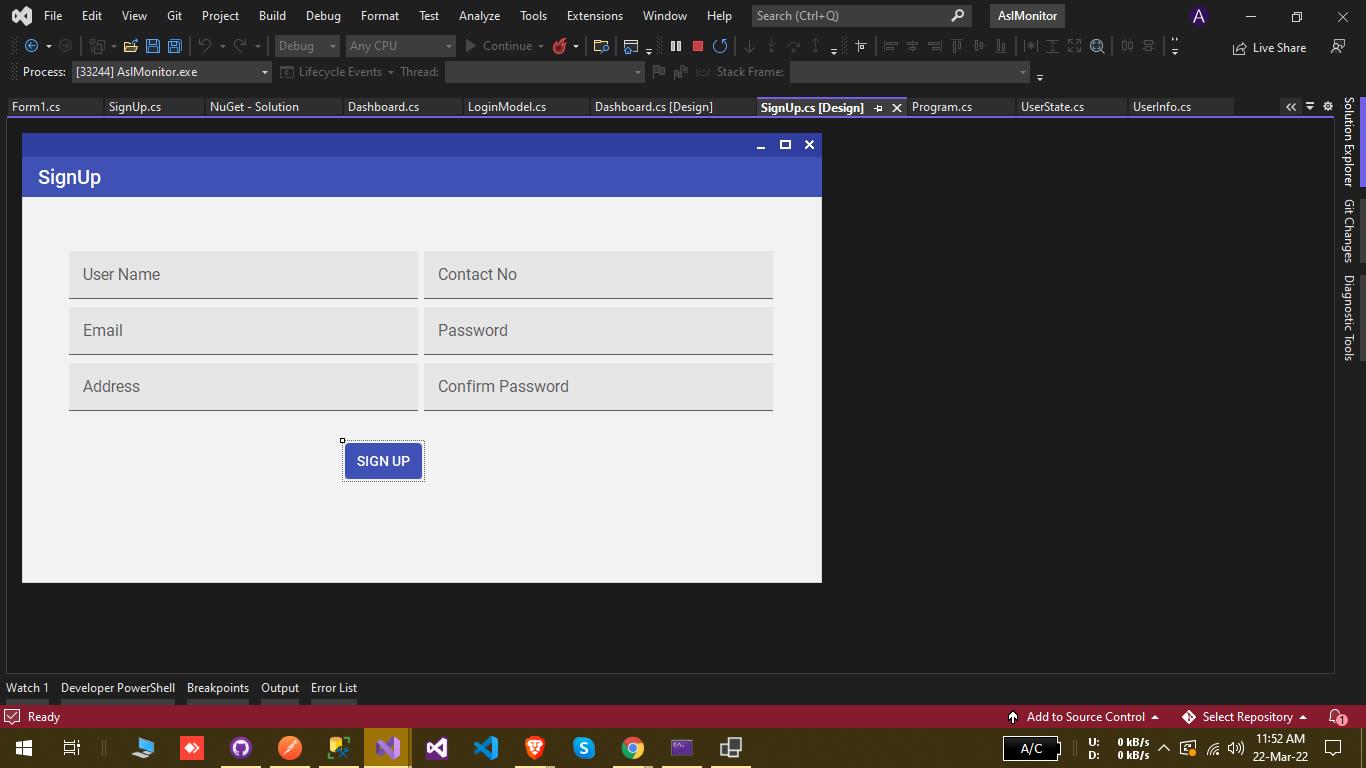 File Edit View Git Project Build Debug Format Test Analyze Tools Extensions Window Help Search (Ctrl+Q) AslMonitor A
Debug Any CPU Continue Live Share
Process: [33244] AslMonitor.exe Lifecycle Events Thread: Stack Frame:
Form1.cs SignUp.cs NuGet - Solution Dashboard.cs LoginModel.cs Dashboard.cs [Design] SignUp.cs [Design] Program.cs UserState.cs UserInfo.cs
SignUp
User Name Contact No
Email Password
Address Confirm Password
SIGN UP
Solution Explorer
Git Changes
Diagnostic Tools
Watch 1 Developer PowerShell Breakpoints Output Error List
Ready Add to Source Control Select Repository 1
A/C U: 0 kB/s 11:52 AM
D: 0 kB/s 22-Mar-22